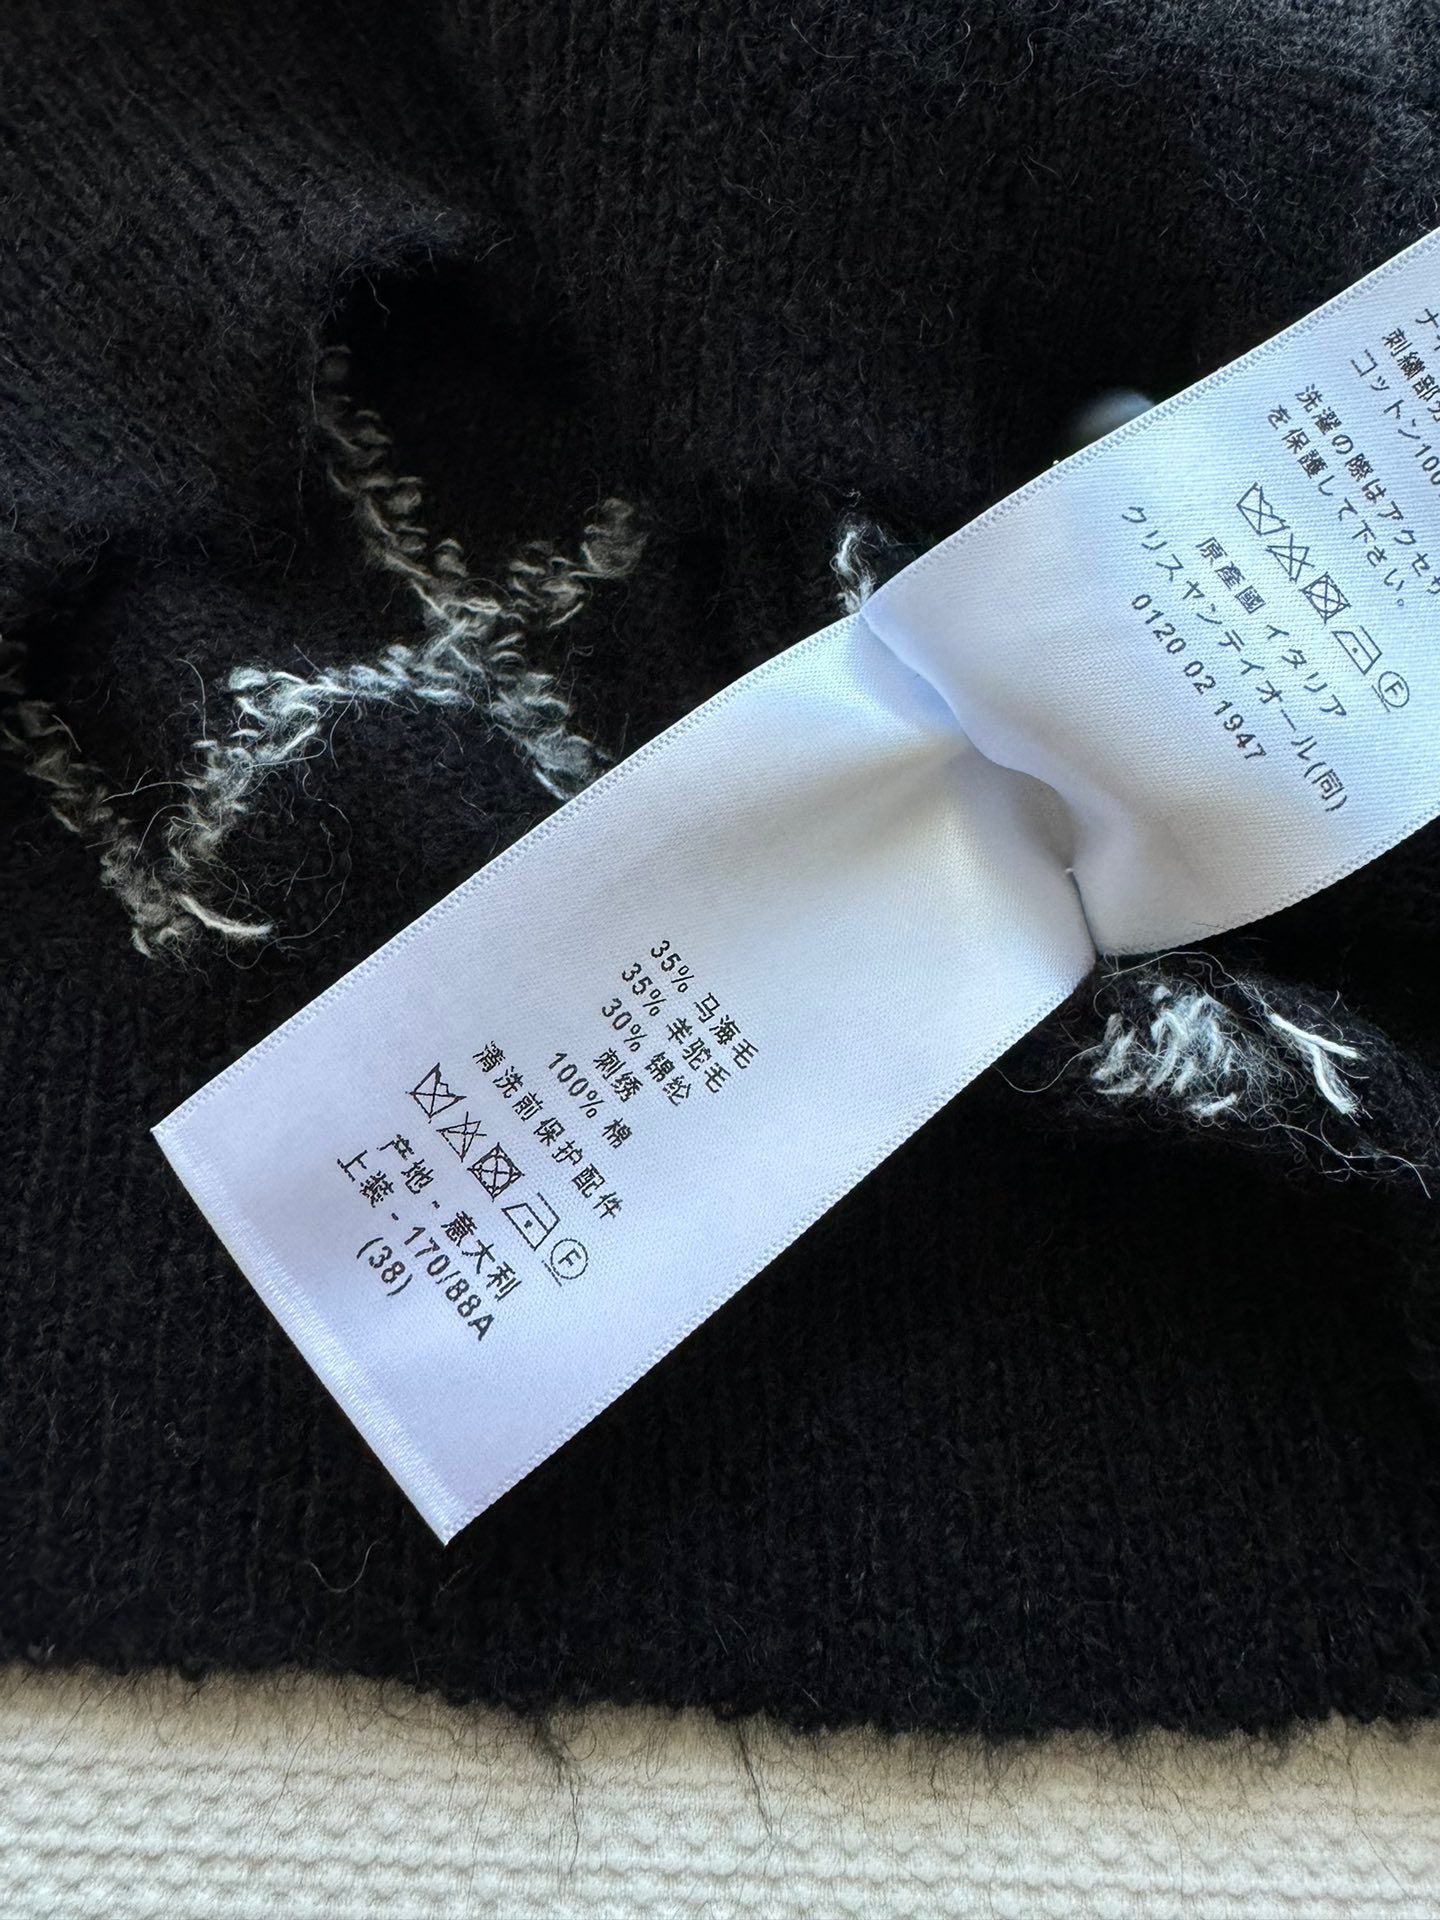 35% 马海毛
35% 羊驼毛
30% 锦纶
刺绣
100% 棉
清洗前保护配件
F
产地 - 意大利
上装 - 170/88A
(38)
刺繍部分
コットン100
洗濯の際はアクセサ
を保護して下さい。
F
原産國 イタリア
クリスヤンディオール(同)
0120 02 1947